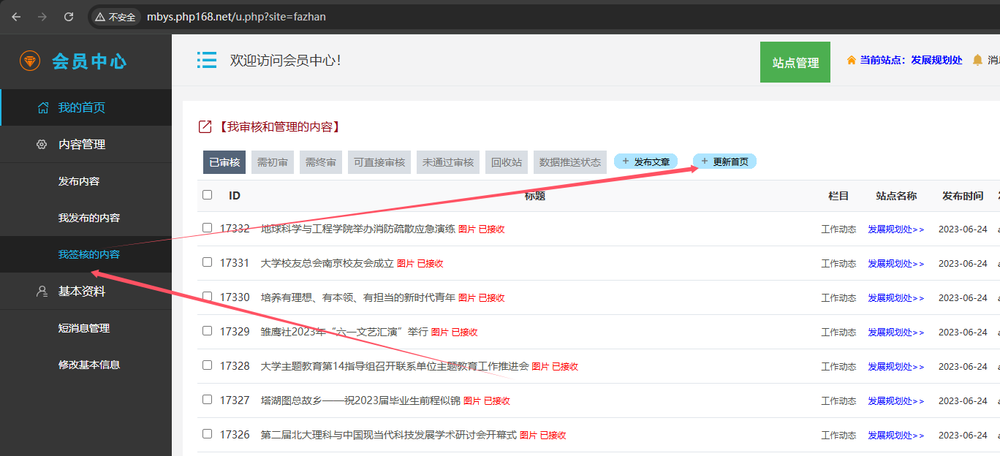 不安全 mbys.php168.net/u.php?site=fazhan
会员中心
欢迎访问会员中心！
站点管理
当前站点：发展规划处
我的首页
内容管理
发布内容
我发布的内容
我签核的内容
基本资料
短消息管理
修改基本信息
【我审核和管理的内容】
已审核 需初审 需终审 可直接审核 未通过审核 回收站 数据推送状态 + 发布文章 + 更新首页
ID 标题 栏目 站点名称 发布时间
17332 地球科学与工程学院举办消防疏散应急演练 图片 已接收 工作动态 发展规划处>> 2023-06-24
17331 大学校友总会南京校友会成立 图片 已接收 工作动态 发展规划处>> 2023-06-24
17330 培养有理想、有本领、有担当的新时代青年 图片 已接收 工作动态 发展规划处>> 2023-06-24
17329 雏鹰社2023年“六一文艺汇演”举行 图片 已接收 工作动态 发展规划处>> 2023-06-24
17328 大学主题教育第14指导组召开联系单位主题教育工作推进会 图片 已接收 工作动态 发展规划处>> 2023-06-24
17327 塔湖图总故乡——祝2023届毕业生前程似锦 图片 已接收 工作动态 发展规划处>> 2023-06-24
17326 第二届北大理科与中国现当代科技发展学术研讨会开幕式 图片 已接收 工作动态 发展规划处>> 2023-06-24